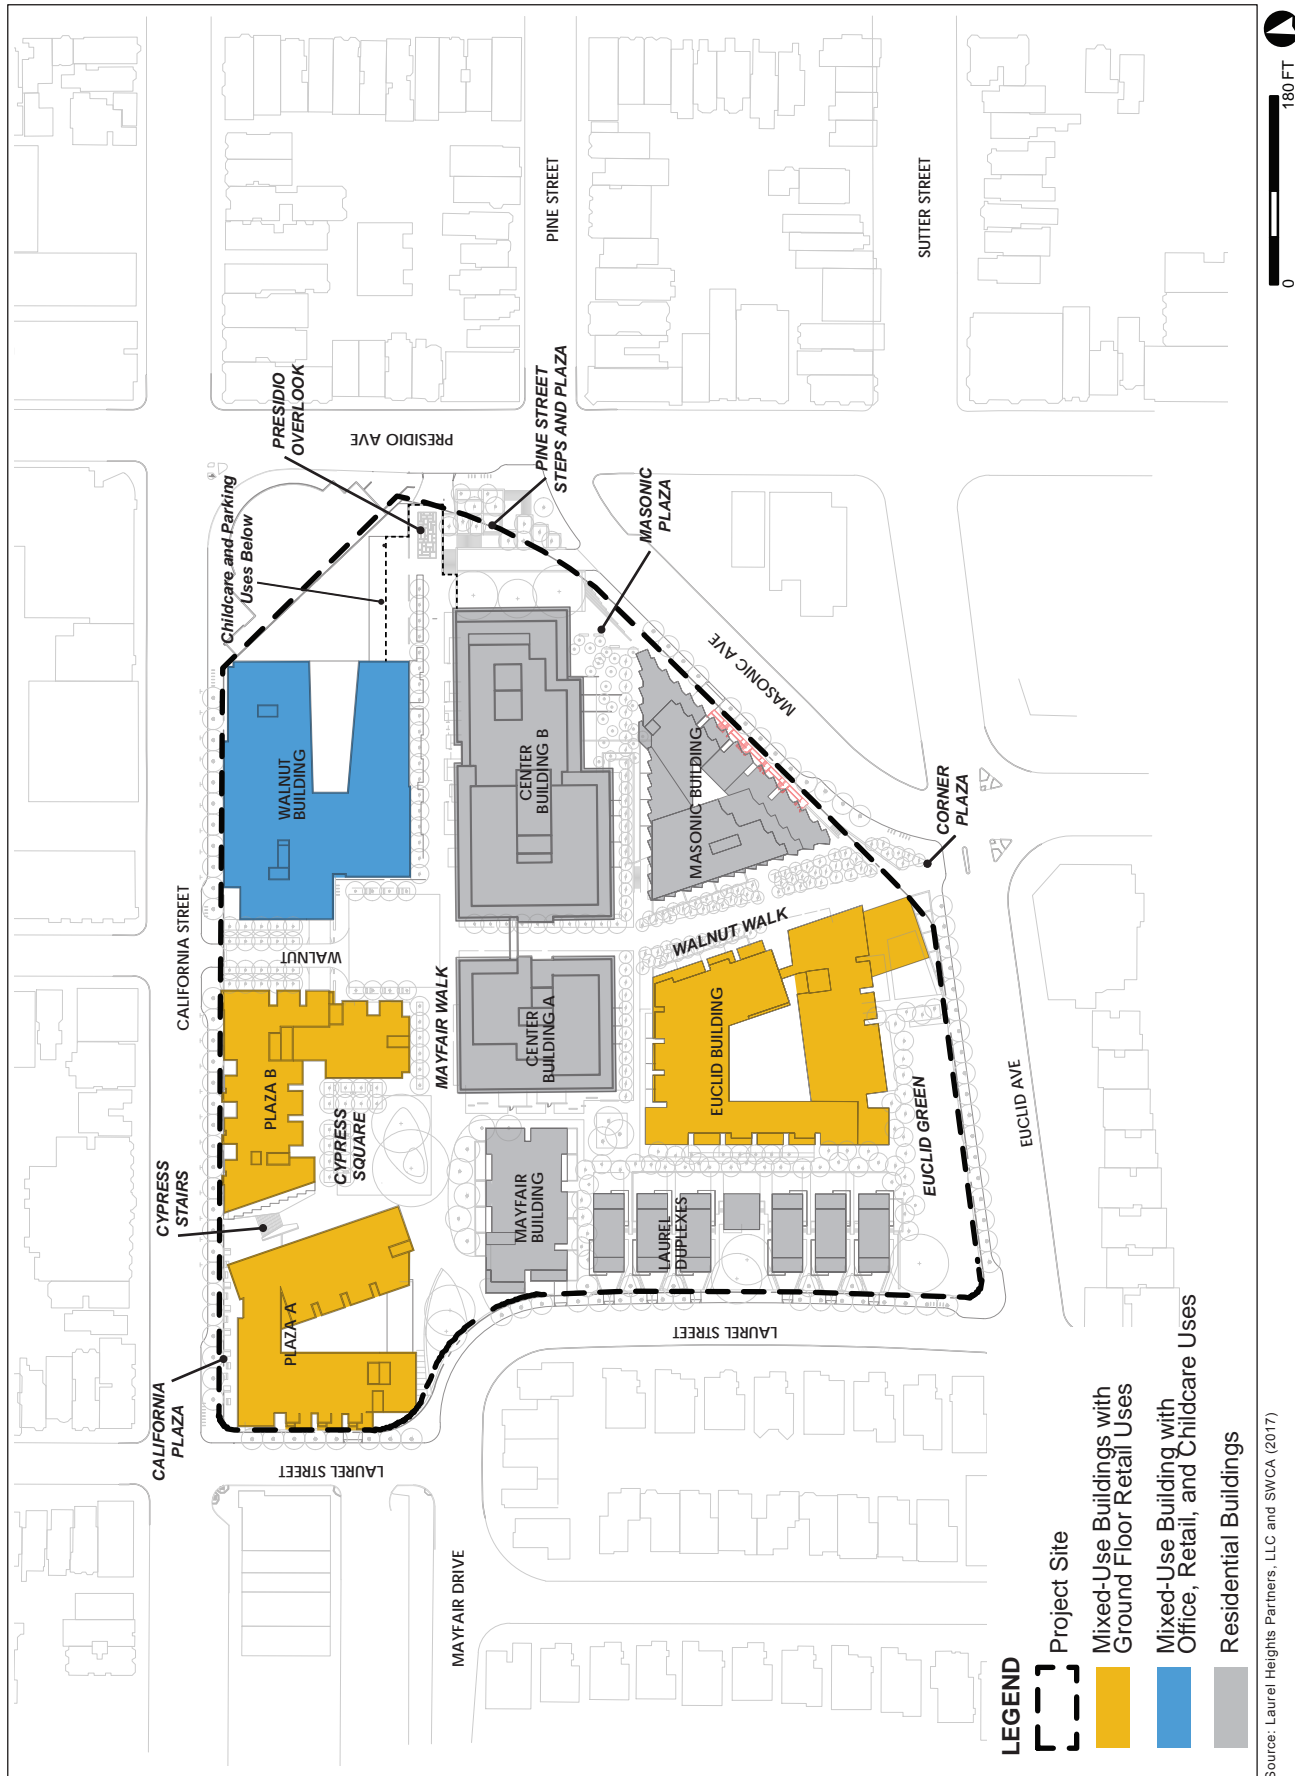 CALIFORNIA
PLAZA
CYPRESS
STAIRS
CALIFORNIA STREET
Childcare and Parking
Uses Below
PRESIDIO
OVERLOOK
PRESIDIO AVE
PINE STREET
STEPS AND PLAZA
PINE STREET
MASONIC
PLAZA
SUTTER STREET
PLAZA A
PLAZA B
CYPRESS
SQUARE
WALNUT
WALNUT
BUILDING
LAUREL STREET
MAYFAIR WALK
MAYFAIR DRIVE
MAYFAIR
BUILDING
CENTER
BUILDING A
CENTER
BUILDING B
LAUREL STREET
LAUREL
DUPLEXES
EUCLID BUILDING
WALNUT WALK
MASONIC BUILDING
MASONIC AVE
EUCLID GREEN
CORNER
PLAZA
EUCLID AVE
LEGEND
Project Site
Mixed-Use Buildings with
Ground Floor Retail Uses
Mixed-Use Building with
Office, Retail, and Childcare Uses
Residential Buildings
0
180 FT
Source: Laurel Heights Partners, LLC and SWCA (2017)